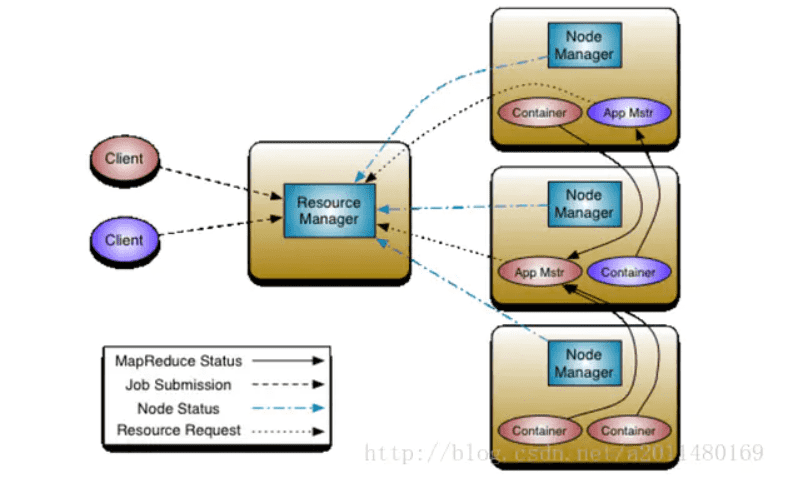 Node
Manager
Container
App Mstr
Client
Resource
Manager
Node
Manager
Client
App Mstr
Container
Node
Manager
MapReduce Status
Job Submission
Node Status
Resource Request
Container
Container
http://blog.csdn.net/a2011480169